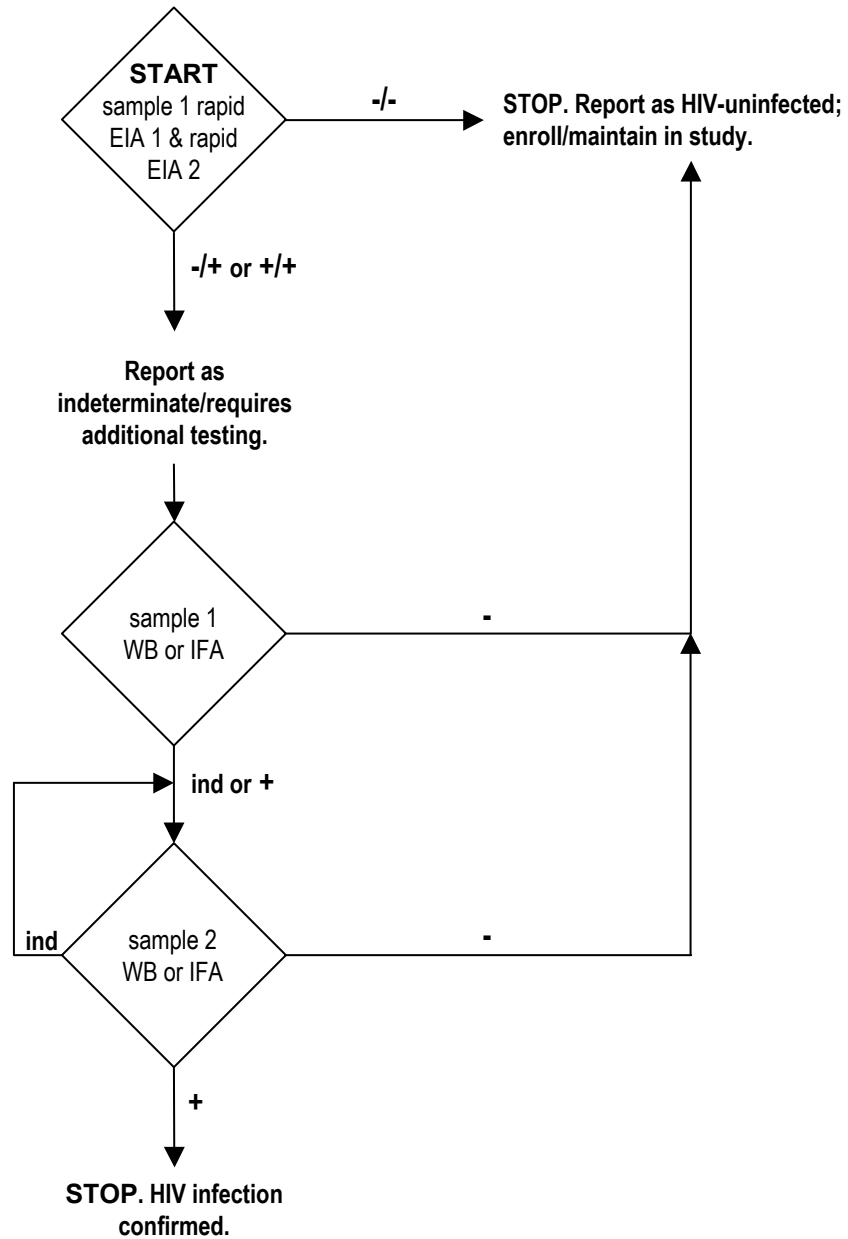 START
sample 1 rapid
EIA 1 & rapid
EIA 2
-/-
STOP. Report as HIV-uninfected;
enroll/maintain in study.
-/+ or +/+
Report as
indeterminate/requires
additional testing.
sample 1
WB or IFA
-
ind or +
sample 2
WB or IFA
ind
-
+
STOP. HIV infection
confirmed.